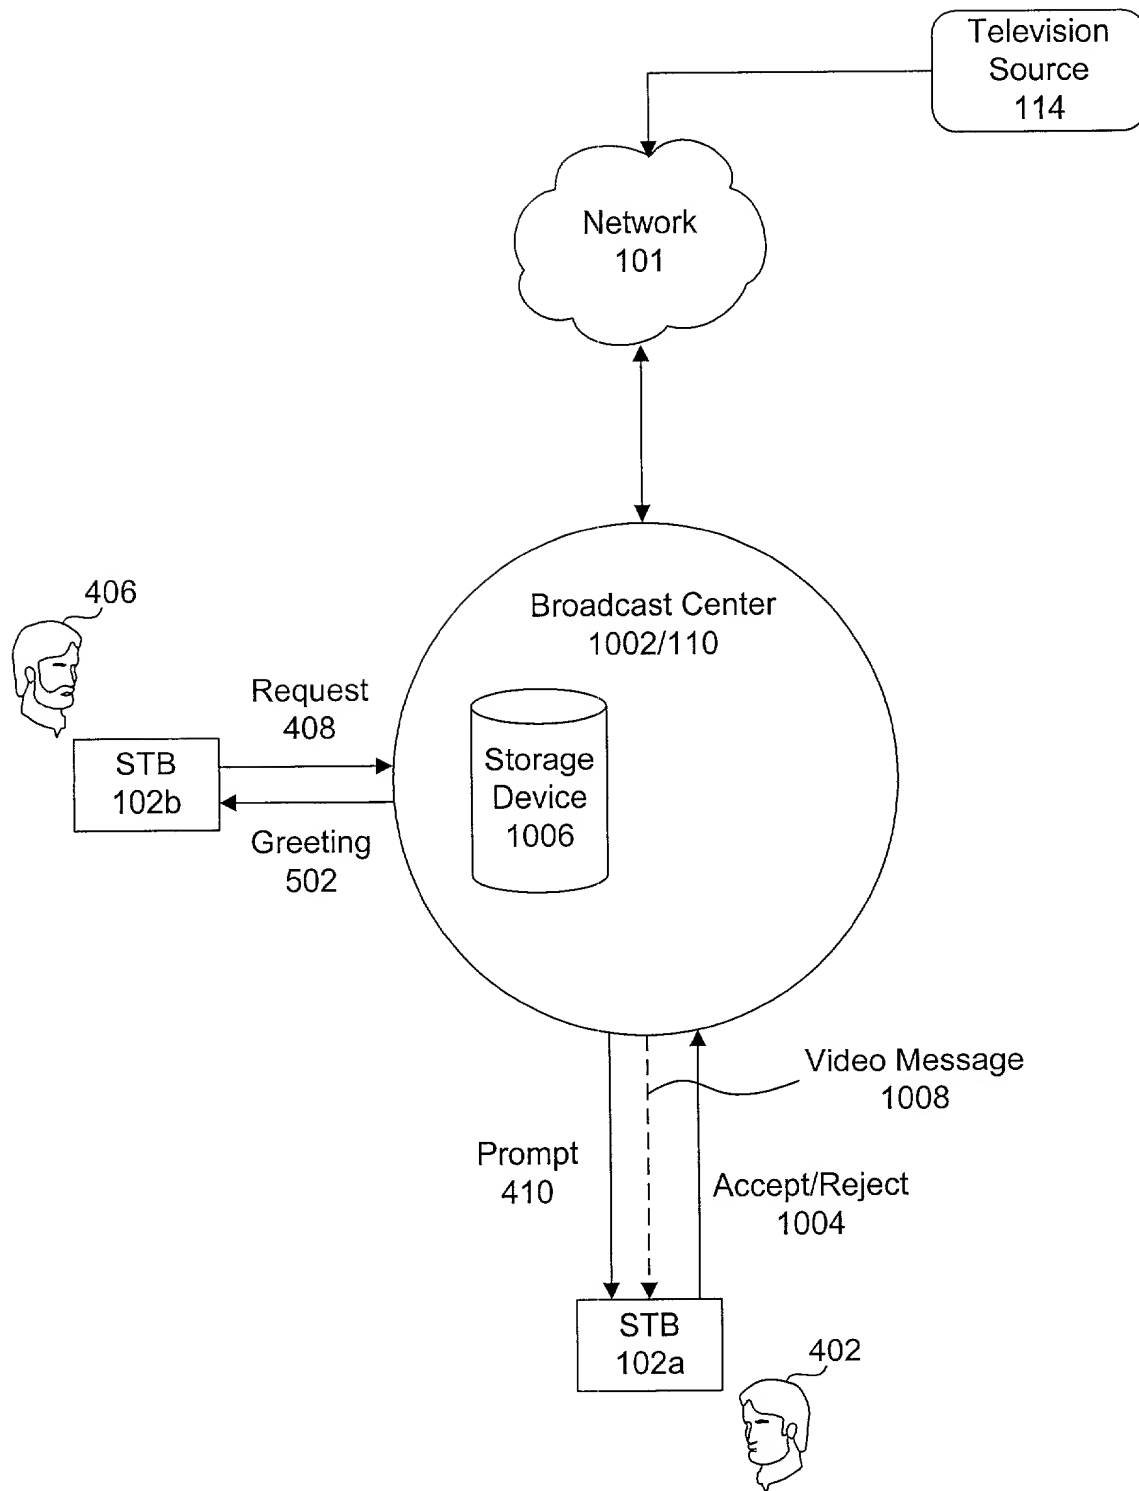 Television
Source
114
Network
101
Broadcast Center
1002/110
406
Request
408
STB
102b
Storage
Device
1006
Greeting
502
Video Message
1008
Prompt
410
Accept/Reject
1004
STB
102a
402